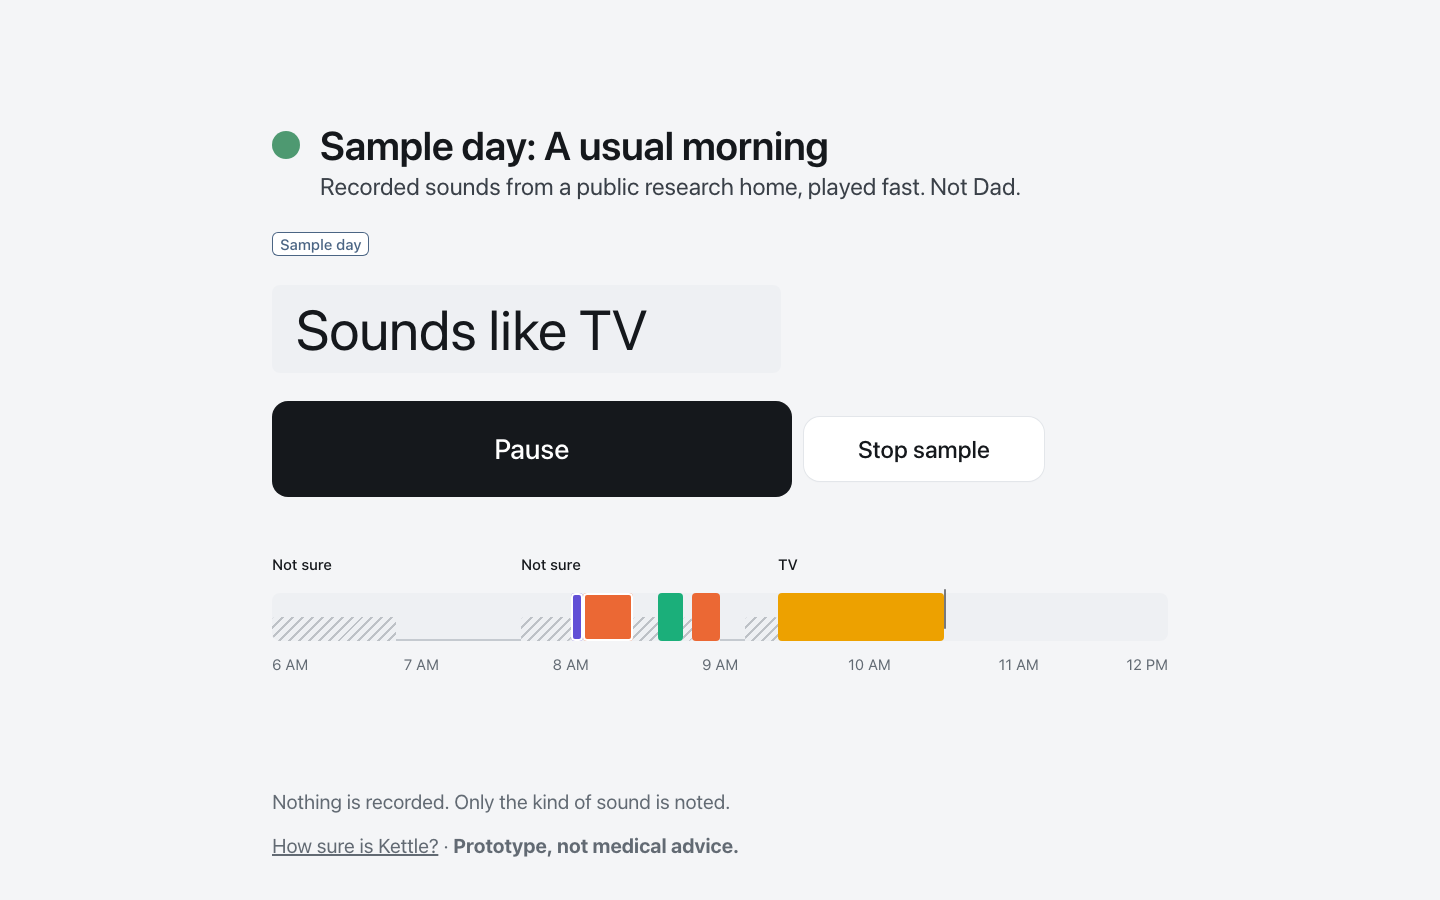 Sample day: A usual morning
Recorded sounds from a public research home, played fast. Not Dad.
Sample day
Sounds like TV
Pause
Stop sample
Not sure
Not sure
TV
6 AM
7 AM
8 AM
9 AM
10 AM
11 AM
12 PM
Nothing is recorded. Only the kind of sound is noted.
How sure is Kettle? · Prototype, not medical advice.